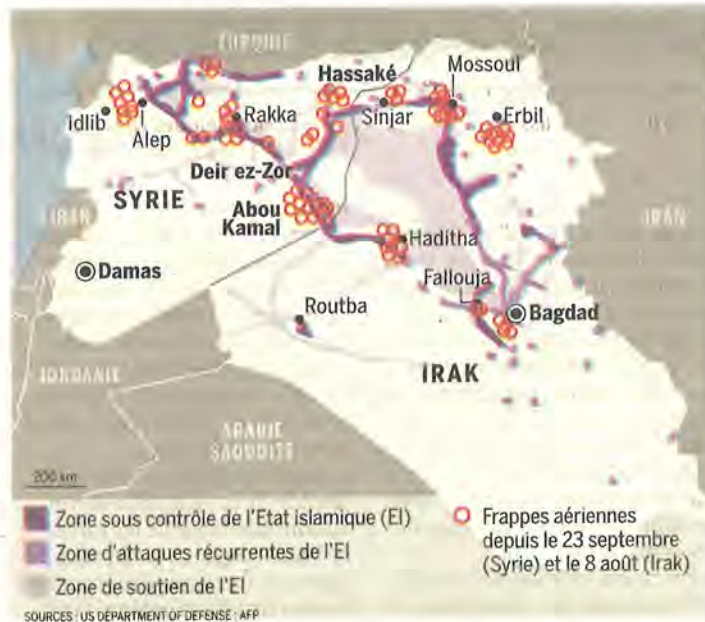 TURQUIE
Hassaké
Mossoul
Idlib
Alep
Rakka
Sinjar
Erbil
Deir ez-Zor
SYRIE
Abou
Kamal
IRAN
Haditha
Damas
Fallouja
Routba
Bagdad
IRAK
JORDANIE
ARABIE
SAOUDITE
200 km
Zone sous contrôle de l'Etat islamique (EI)
Zone d'attaques récurrentes de l'EI
Zone de soutien de l'EI
Frappes aériennes
depuis le 23 septembre
(Syrie) et le 8 août (Irak)
SOURCES : US DEPARTMENT OF DEFENSE ; AFP